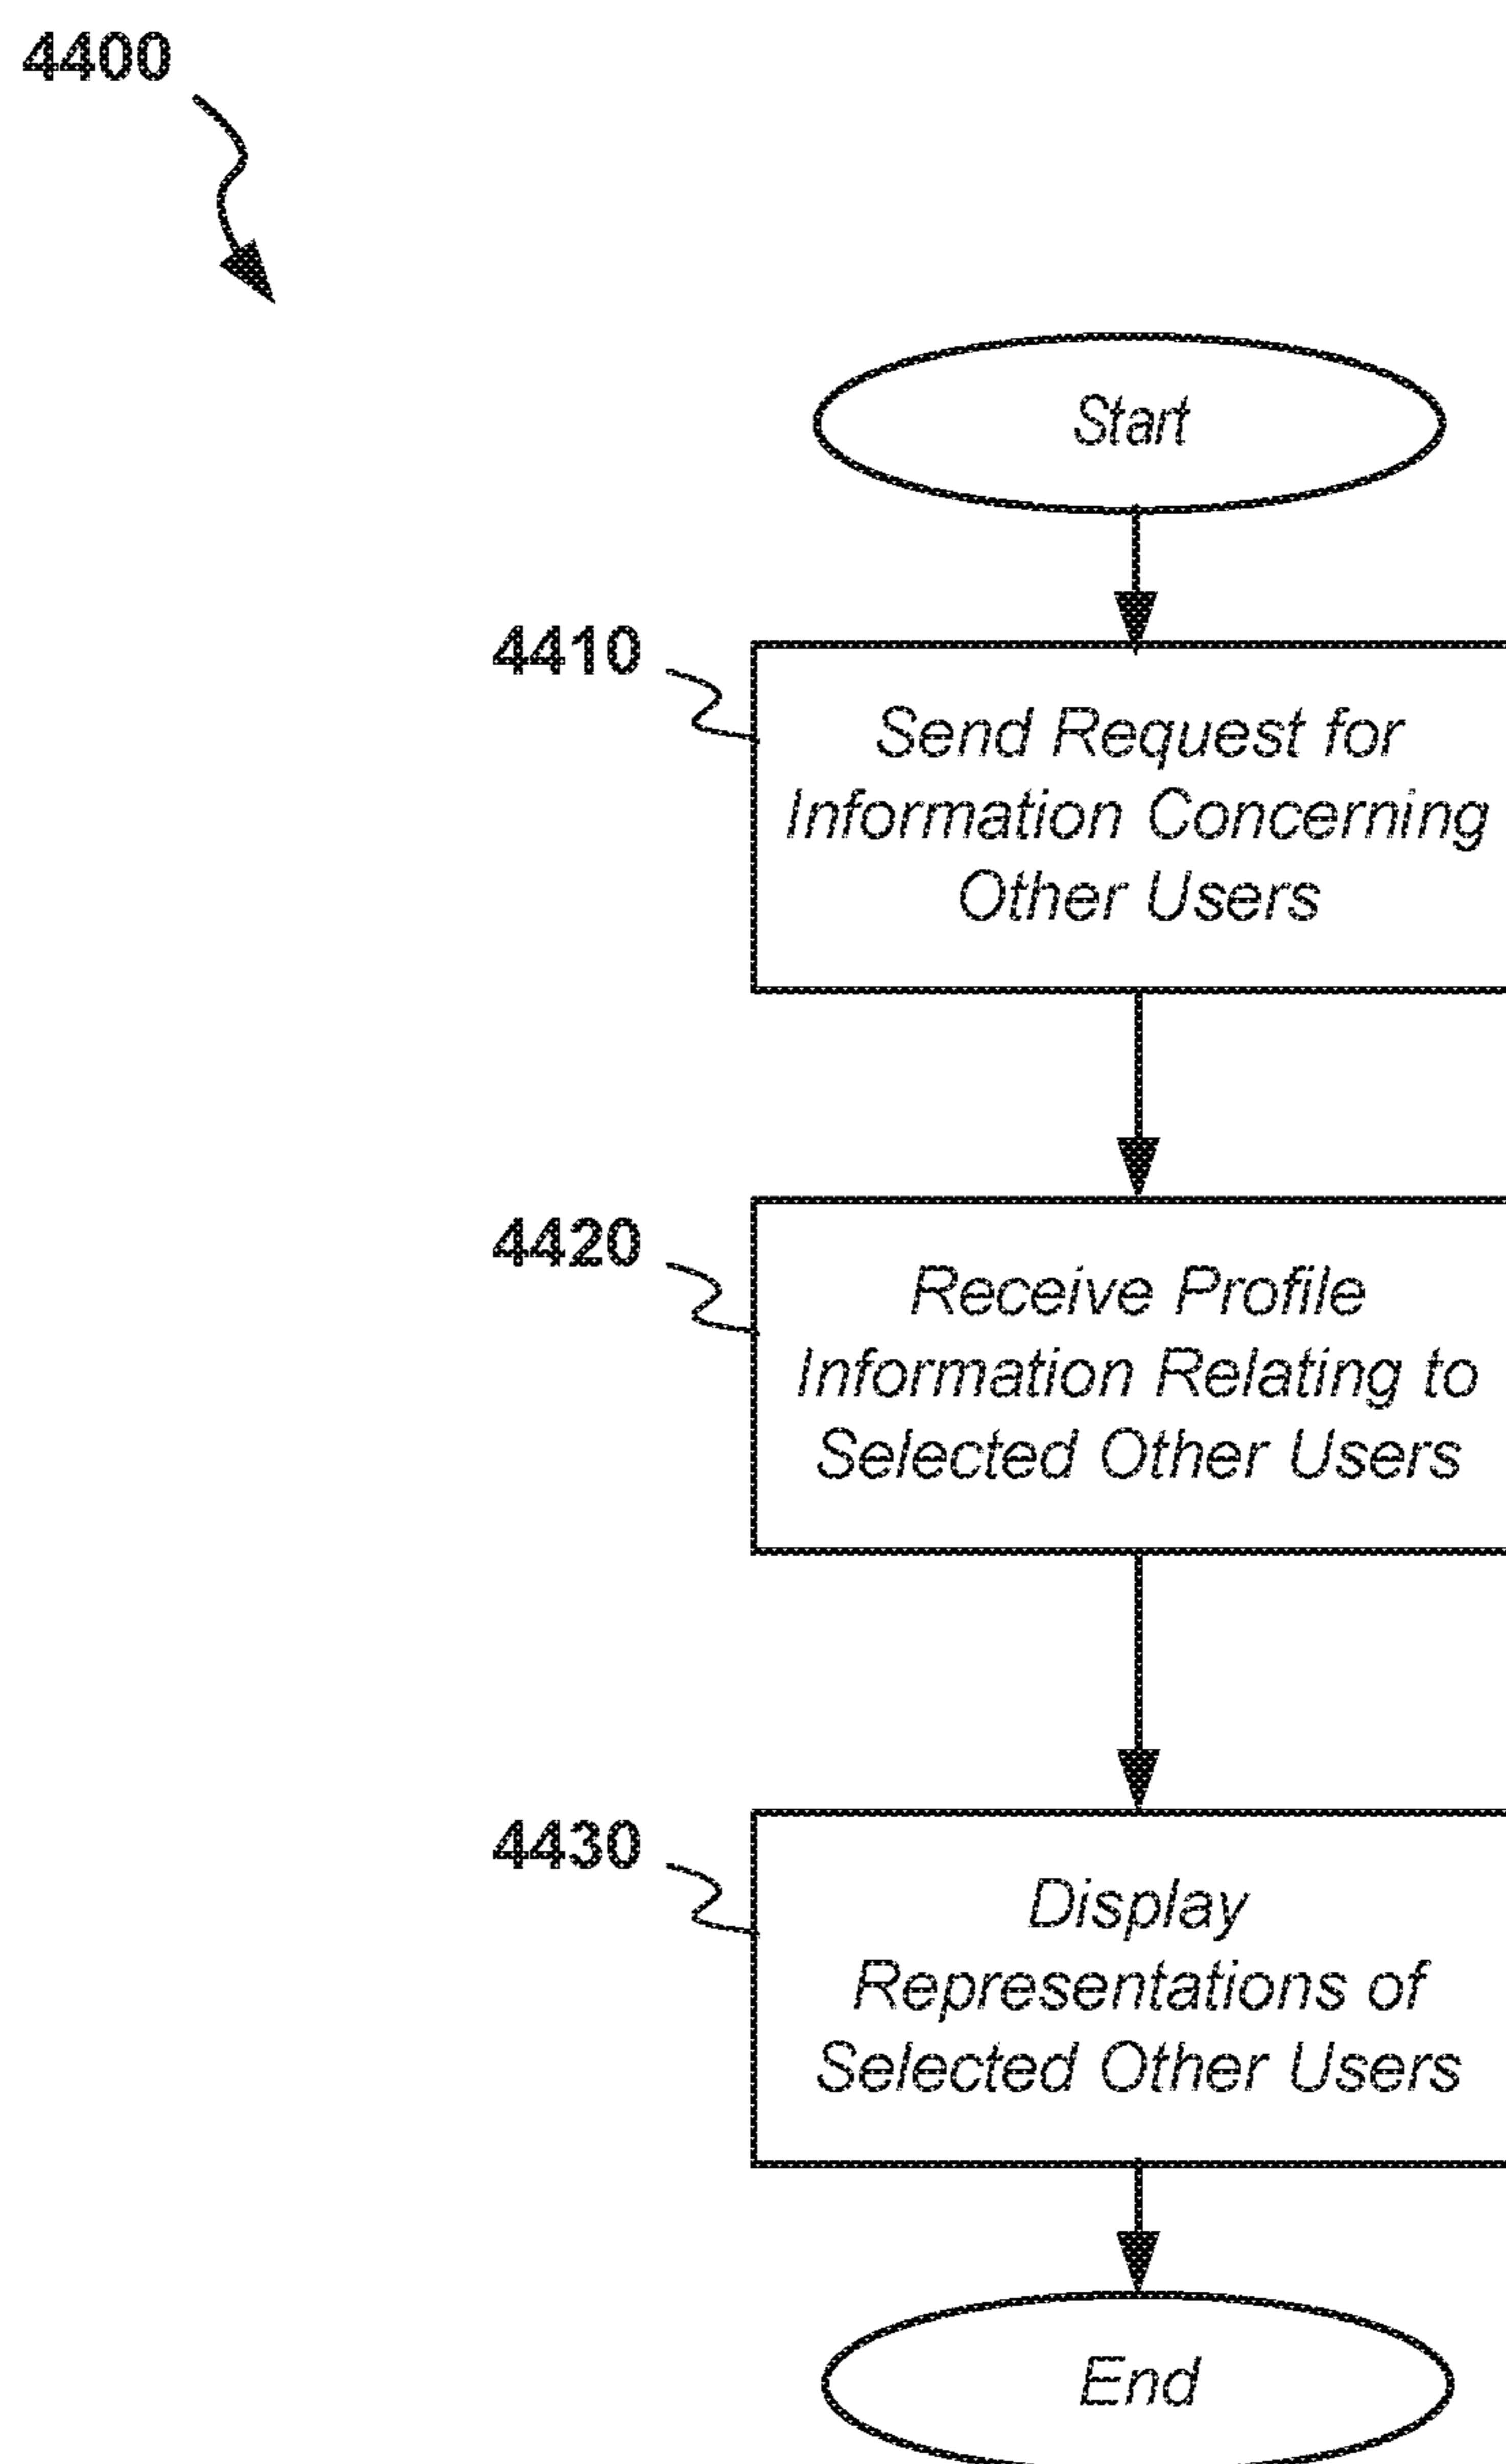 4400
Start
4410
Send Request for
Information Concerning
Other Users
4420
Receive Profile
Information Relating to
Selected Other Users
4430
Display
Representations of
Selected Other Users
End